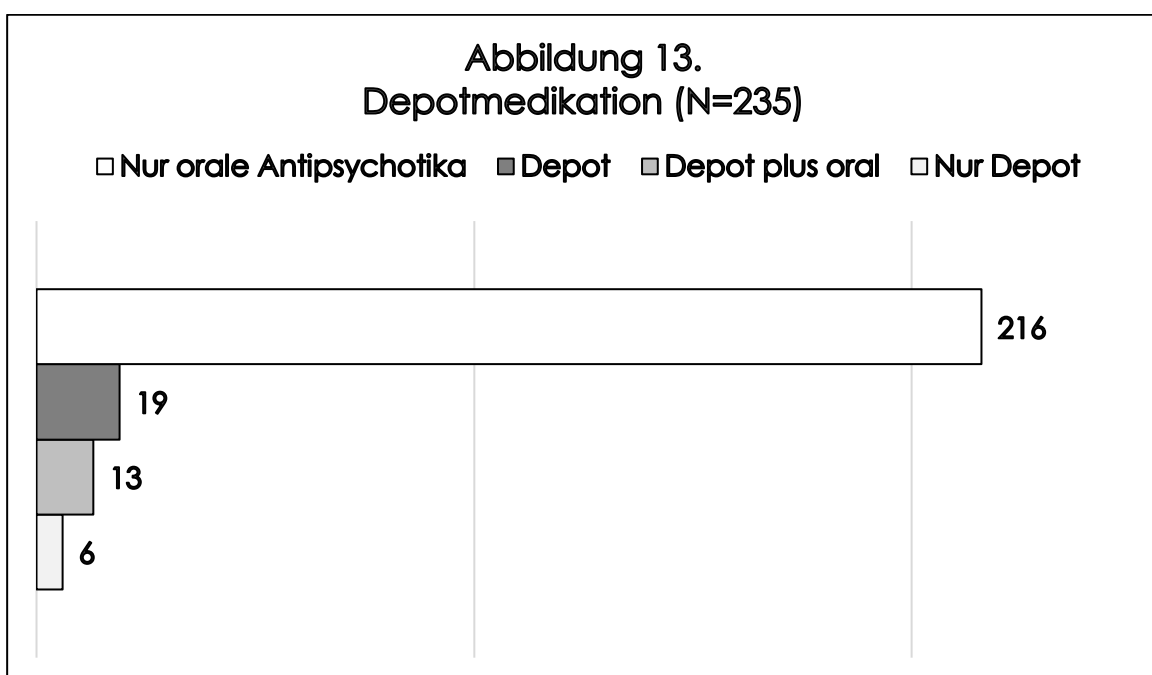 Abbildung 13.
Depotmedikation (N=235)
Nur orale Antipsychotika Depot Depot plus oral Nur Depot
216
19
13
6